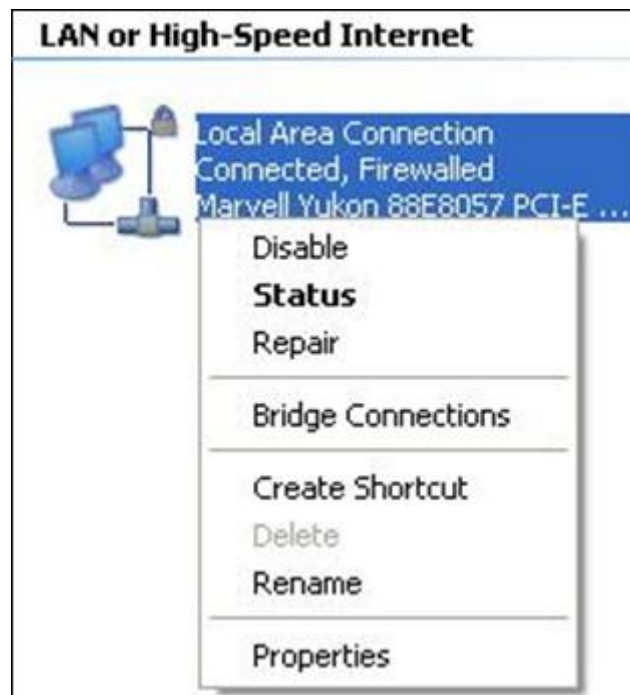 LAN or High-Speed Internet
Local Area Connection
Connected, Firewalled
Marvell Yukon 88E8057 PCI-E ...
Disable
Status
Repair
Bridge Connections
Create Shortcut
Delete
Rename
Properties